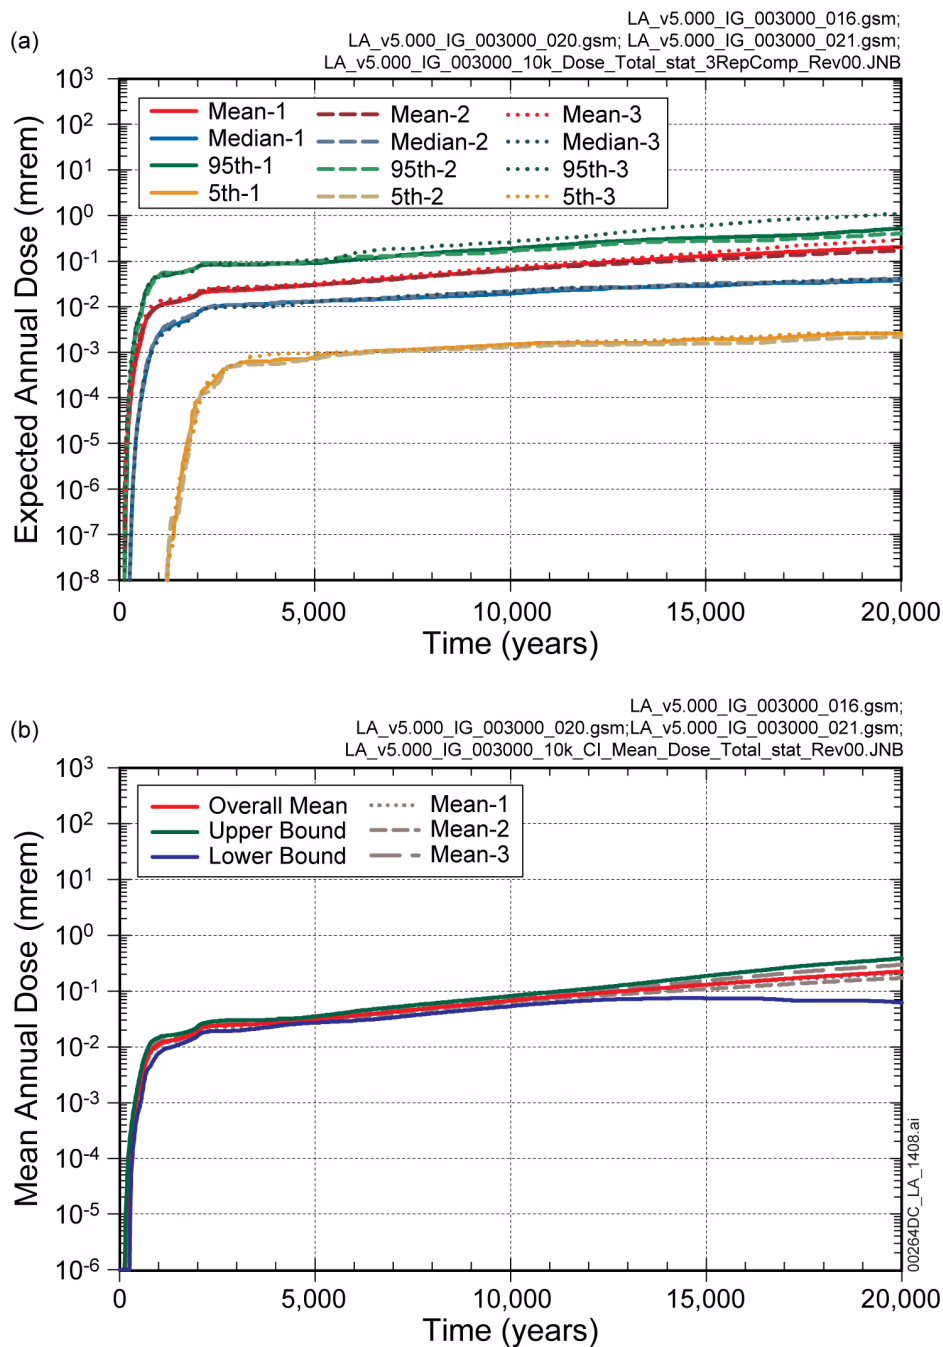 (a)
LA_v5.000_IG_003000_016.gsm;
LA_v5.000_IG_003000_020.gsm; LA_v5.000_IG_003000_021.gsm;
LA_v5.000_IG_003000_10k_Dose_Total_stat_3RepComp_Rev00.JNB
Expected Annual Dose (mrem)
10³
10²
10¹
10⁰
10⁻¹
10⁻²
10⁻³
10⁻⁴
10⁻⁵
10⁻⁶
10⁻⁷
10⁻⁸
Mean-1 Mean-2 Mean-3
Median-1 Median-2 Median-3
95th-1 95th-2 95th-3
5th-1 5th-2 5th-3
0 5,000 10,000 15,000 20,000
Time (years)
(b)
LA_v5.000_IG_003000_016.gsm;
LA_v5.000_IG_003000_020.gsm;LA_v5.000_IG_003000_021.gsm;
LA_v5.000_IG_003000_10k_CI_Mean_Dose_Total_stat_Rev00.JNB
Mean Annual Dose (mrem)
10³
10²
10¹
10⁰
10⁻¹
10⁻²
10⁻³
10⁻⁴
10⁻⁵
10⁻⁶
Overall Mean Mean-1
Upper Bound Mean-2
Lower Bound Mean-3
0 5,000 10,000 15,000 20,000
Time (years)
00264DC_LA_1408.ai